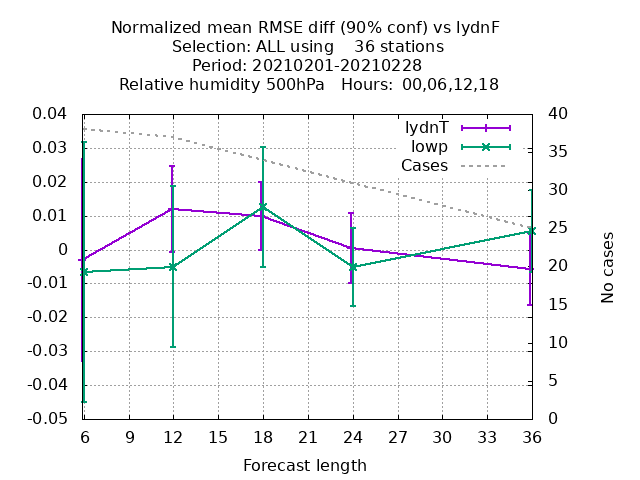 Normalized mean RMSE diff (90% conf) vs lydnF
Selection: ALL using    36 stations
Period: 20210201-20210228
Relative humidity 500hPa   Hours:  00,06,12,18
0.04
0.03
0.02
0.01
0
-0.01
-0.02
-0.03
-0.04
-0.05
lydnT
lowp
Cases
40
35
30
25
20
15
10
5
0
No cases
6 9 12 15 18 21 24 27 30 33 36
Forecast length